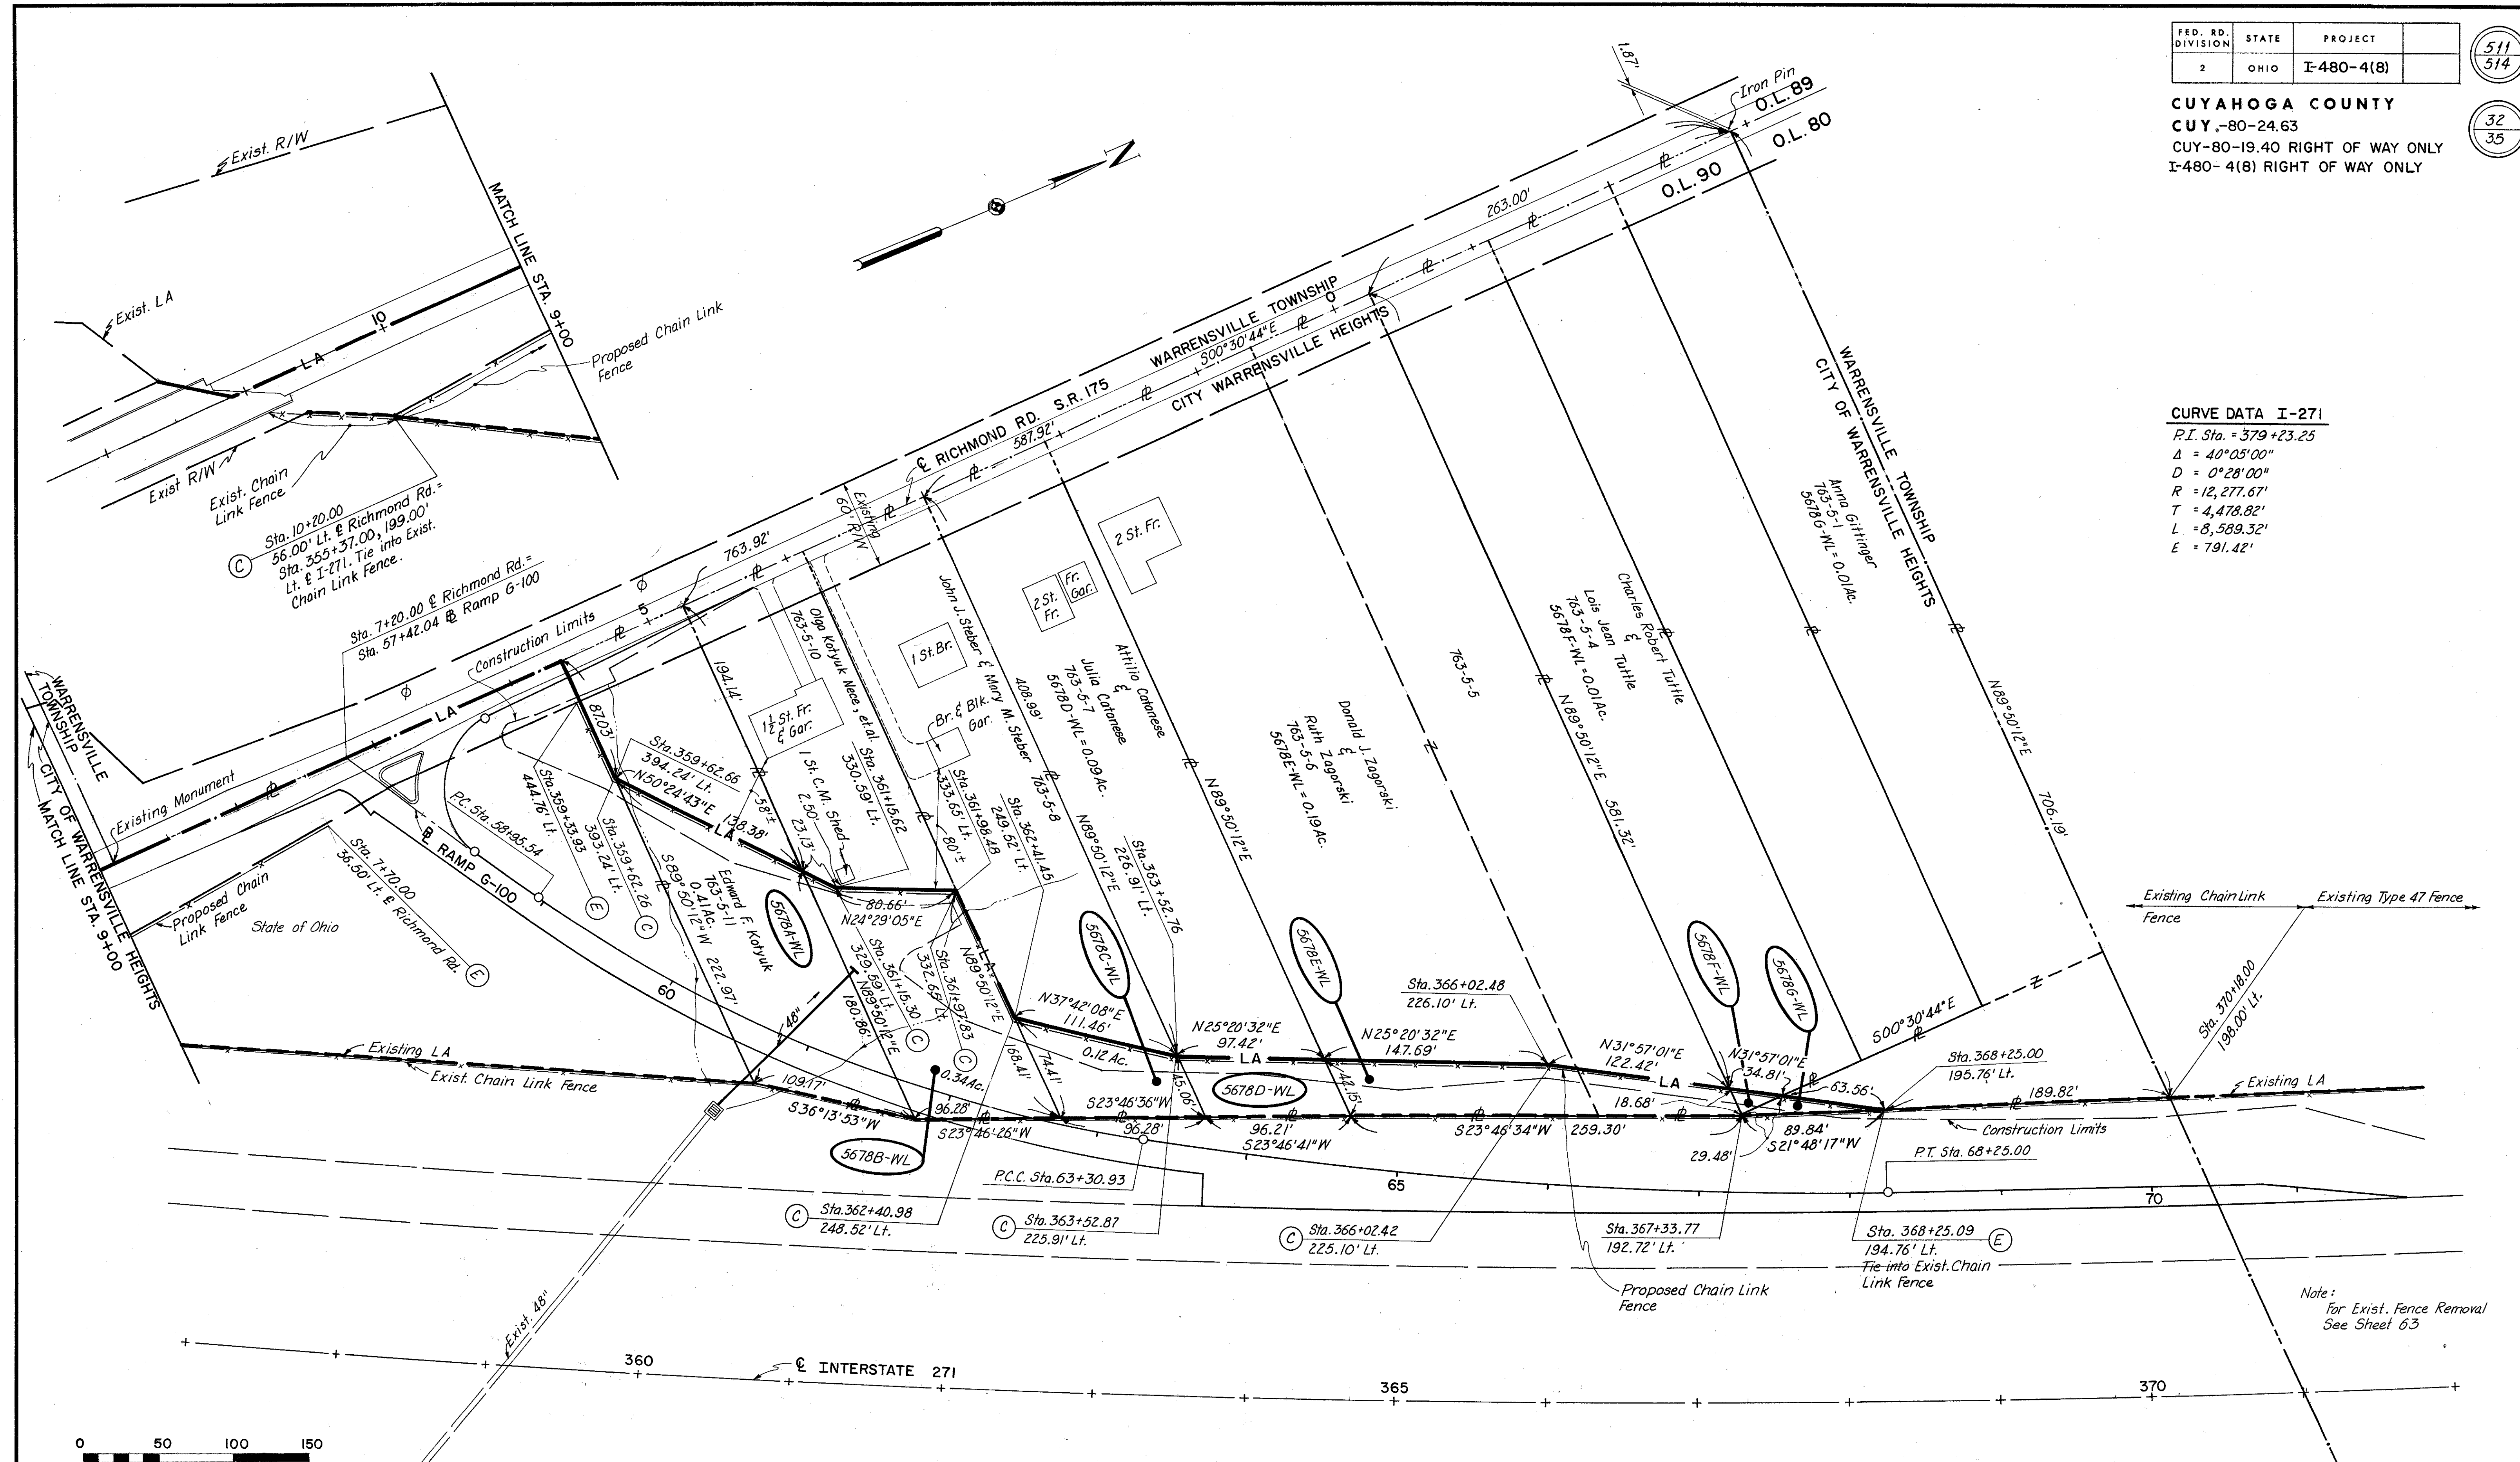 FED. RD. DIVISION STATE PROJECT
2 OHIO I-480-4(8)
511
514
CUYAHOGA COUNTY
CUY.-80-24.63
CUY-80-19.40 RIGHT OF WAY ONLY
I-480-4(8) RIGHT OF WAY ONLY
32
35
1.87'
Iron Pin
O.L. 89
O.L. 80
O.L. 90
263.00'
N
Exist. R/W
MATCH LINE STA. 9+00
Exist. LA
10
LA
Proposed Chain Link
Fence
Exist R/W
Exist. Chain
Link Fence
C
Sta. 10+20.00
56.00' Lt. ℄ Richmond Rd.=
Sta. 355+37.00, 199.00'
Lt. ℄ I-271. Tie into Exist.
Chain Link Fence.
Sta. 7+20.00 ℄ Richmond Rd.=
Sta. 57+42.04 BL Ramp G-100
WARRENSVILLE TOWNSHIP
0
S00°30'44"E
CITY WARRENSVILLE HEIGHTS
℄ RICHMOND RD. S.R. 175
587.92'
Existing
60' R/W
763.92'
Construction Limits
5
LA
WARRENSVILLE
TOWNSHIP
CITY OF WARRENSVILLE HEIGHTS
MATCH LINE STA. 9+00
Existing Monument
Proposed Chain
Link Fence
State of Ohio
Sta. 7+70.00
36.50' Lt. ℄ Richmond Rd.
E
BL RAMP G-100
P.C. Sta. 58+95.54
60
87.03'
194.14'
Sta. 359+33.93
444.76' Lt.
E
Sta. 359+62.26
393.24' Lt.
C
Sta. 359+62.66
394.24' Lt.
N50°24'43"E
138.38'
LA
58'±
23.13'
1½ St. Fr.
& Gar.
1 St. C.M. Shed
2.50'
Olga Kotyuk Nece, et.al.
763-5-10
Sta. 361+15.62
330.59' Lt.
1 St. Br.
Br. & Blk.
Gar.
2 St.
Fr.
Fr.
Gar.
2 St. Fr.
John J. Steber & Mary M. Steber
763-5-8
408.99'
Sta. 361+98.48
333.65' Lt.
80'±
Sta. 362+41.45
249.52' Lt.
80.66'
N24°29'05"E
Edward F. Kotyuk
763-5-11
0.41 Ac.
S89°50'12"W 222.97'
5678A-WL
Sta. 361+15.30
329.59' Lt.
C
N89°50'12"E
180.86'
Sta. 361+97.83
332.65' Lt.
C
LA
N89°50'12"E
168.41'
74.41'
48"
109.17'
S36°13'53"W
0.34 Ac.
5678B-WL
96.28'
S23°46'26"W
Attilio Catanese
&
Julia Catanese
763-5-7
5678D-WL = 0.09 Ac.
N89°50'12"E
Sta. 363+52.76
226.91' Lt.
N89°50'12"E
5678C-WL
N37°42'08"E
111.46'
0.12 Ac.
45.06'
S23°46'36"W
96.28'
N25°20'32"E
97.42'
LA
5678D-WL
96.21'
S23°46'41"W
Donald J. Zagorski
&
Ruth Zagorski
763-5-6
5678E-WL = 0.19 Ac.
5678E-WL
N25°20'32"E
147.69'
42.15'
763-5-5
Z
Charles Robert Tuttle
&
Lois Jean Tuttle
763-5-4
5678F-WL = 0.01 Ac.
N89°50'12"E
581.32'
Anna Gittinger
763-5-1
5678G-WL = 0.01 Ac.
WARRENSVILLE TOWNSHIP
CITY OF WARRENSVILLE HEIGHTS
N89°50'12"E
706.19'
CURVE DATA I-271
P.I. Sta. = 379+23.25
Δ = 40°05'00"
D = 0°28'00"
R = 12,277.67'
T = 4,478.82'
L = 8,589.32'
E = 791.42'
Existing Chain Link
Fence
Existing Type 47 Fence
Sta. 370+18.00
198.00' Lt.
Sta. 366+02.48
226.10' Lt.
N31°57'01"E
122.42'
LA
5678F-WL
5678G-WL
N31°57'01"E
34.81'
63.56'
S00°30'44"E
Z
Sta. 368+25.00
195.76' Lt.
189.82'
Existing LA
Construction Limits
18.68'
S23°46'34"W
259.30'
29.48'
89.84'
S21°48'17"W
P.T. Sta. 68+25.00
Existing LA
Exist. Chain Link Fence
P.C.C. Sta. 63+30.93
65
70
C
Sta. 362+40.98
248.52' Lt.
C
Sta. 363+52.87
225.91' Lt.
C
Sta. 366+02.42
225.10' Lt.
Sta. 367+33.77
192.72' Lt.
Sta. 368+25.09
194.76' Lt.
Tie into Exist. Chain
Link Fence
E
Proposed Chain Link
Fence
Note:
For Exist. Fence Removal
See Sheet 63
Exist. 48"
360
℄ INTERSTATE 271
365
370
0 50 100 150